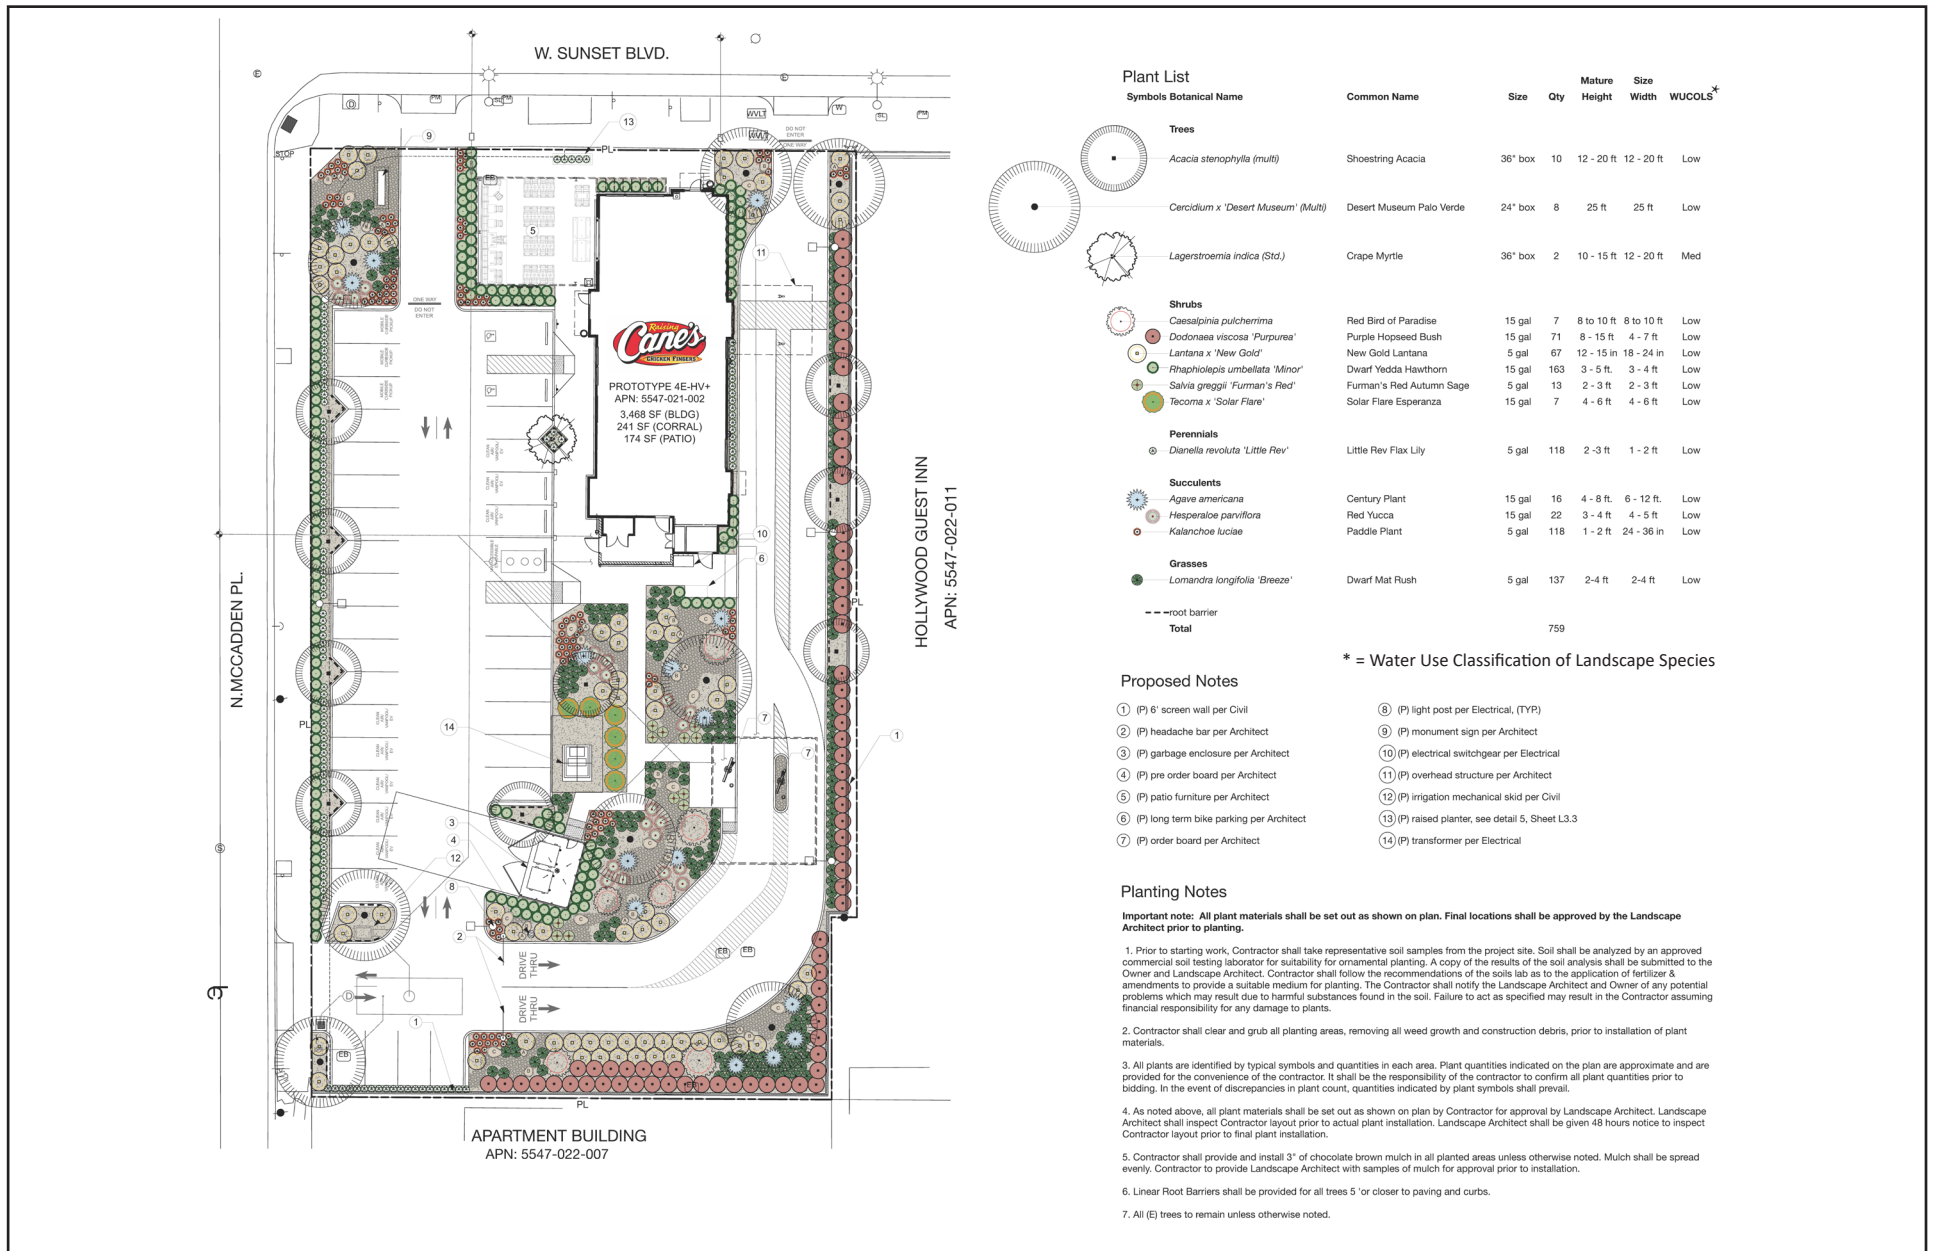 W. SUNSET BLVD.
STOP
PL
DO NOT
ENTER
ONE WAY
WVLT
ONE WAY
DO NOT
ENTER
Raising
Cane's
CHICKEN FINGERS
PROTOTYPE 4E-HV+
APN: 5547-021-002
3,468 SF (BLDG)
241 SF (CORRAL)
174 SF (PATIO)
HOLLYWOOD GUEST INN
APN: 5547-022-011
N.MCCADDEN PL.
PL
PL
DRIVE
THRU
DRIVE
THRU
EB
EB
EB
PL
APARTMENT BUILDING
APN: 5547-022-007
9
13
5
11
10
6
7
7
14
1
3
4
12
8
2
1
Plant List
Symbols Botanical Name Common Name Size Qty Mature Height Size Width WUCOLS*
Trees
Acacia stenophylla (multi) Shoestring Acacia 36" box 10 12 - 20 ft 12 - 20 ft Low
Cercidium x 'Desert Museum' (Multi) Desert Museum Palo Verde 24" box 8 25 ft 25 ft Low
Lagerstroemia indica (Std.) Crape Myrtle 36" box 2 10 - 15 ft 12 - 20 ft Med
Shrubs
Caesalpinia pulcherrima Red Bird of Paradise 15 gal 7 8 to 10 ft 8 to 10 ft Low
Dodonaea viscosa 'Purpurea' Purple Hopseed Bush 15 gal 71 8 - 15 ft 4 - 7 ft Low
Lantana x 'New Gold' New Gold Lantana 5 gal 67 12 - 15 in 18 - 24 in Low
Rhaphiolepis umbellata 'Minor' Dwarf Yedda Hawthorn 15 gal 163 3 - 5 ft. 3 - 4 ft Low
Salvia greggii 'Furman's Red' Furman's Red Autumn Sage 5 gal 13 2 - 3 ft 2 - 3 ft Low
Tecoma x 'Solar Flare' Solar Flare Esperanza 15 gal 7 4 - 6 ft 4 - 6 ft Low
Perennials
Dianella revoluta 'Little Rev' Little Rev Flax Lily 5 gal 118 2 -3 ft 1 - 2 ft Low
Succulents
Agave americana Century Plant 15 gal 16 4 - 8 ft. 6 - 12 ft. Low
Hesperaloe parviflora Red Yucca 15 gal 22 3 - 4 ft 4 - 5 ft Low
Kalanchoe luciae Paddle Plant 5 gal 118 1 - 2 ft 24 - 36 in Low
Grasses
Lomandra longifolia 'Breeze' Dwarf Mat Rush 5 gal 137 2-4 ft 2-4 ft Low
root barrier
Total 759
* = Water Use Classification of Landscape Species
Proposed Notes
1 (P) 6' screen wall per Civil
2 (P) headache bar per Architect
3 (P) garbage enclosure per Architect
4 (P) pre order board per Architect
5 (P) patio furniture per Architect
6 (P) long term bike parking per Architect
7 (P) order board per Architect
8 (P) light post per Electrical, (TYP.)
9 (P) monument sign per Architect
10 (P) electrical switchgear per Electrical
11 (P) overhead structure per Architect
12 (P) irrigation mechanical skid per Civil
13 (P) raised planter, see detail 5, Sheet L3.3
14 (P) transformer per Electrical
Planting Notes
Important note: All plant materials shall be set out as shown on plan. Final locations shall be approved by the Landscape
Architect prior to planting.
1. Prior to starting work, Contractor shall take representative soil samples from the project site. Soil shall be analyzed by an approved
commercial soil testing laborator for suitability for ornamental planting. A copy of the results of the soil analysis shall be submitted to the
Owner and Landscape Architect. Contractor shall follow the recommendations of the soils lab as to the application of fertilizer &
amendments to provide a suitable medium for planting. The Contractor shall notify the Landscape Architect and Owner of any potential
problems which may result due to harmful substances found in the soil. Failure to act as specified may result in the Contractor assuming
financial responsibility for any damage to plants.
2. Contractor shall clear and grub all planting areas, removing all weed growth and construction debris, prior to installation of plant
materials.
3. All plants are identified by typical symbols and quantities in each area. Plant quantities indicated on the plan are approximate and are
provided for the convenience of the contractor. It shall be the responsibility of the contractor to confirm all plant quantities prior to
bidding. In the event of discrepancies in plant count, quantities indicated by plant symbols shall prevail.
4. As noted above, all plant materials shall be set out as shown on plan by Contractor for approval by Landscape Architect. Landscape
Architect shall inspect Contractor layout prior to actual plant installation. Landscape Architect shall be given 48 hours notice to inspect
Contractor layout prior to final plant installation.
5. Contractor shall provide and install 3" of chocolate brown mulch in all planted areas unless otherwise noted. Mulch shall be spread
evenly. Contractor to provide Landscape Architect with samples of mulch for approval prior to installation.
6. Linear Root Barriers shall be provided for all trees 5 'or closer to paving and curbs.
7. All (E) trees to remain unless otherwise noted.